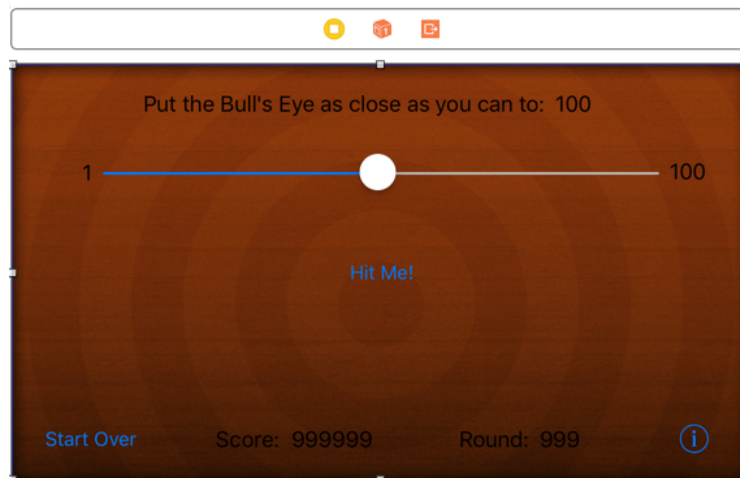 Put the Bull's Eye as close as you can to: 100
1 100
Hit Me!
Start Over Score: 999999 Round: 999